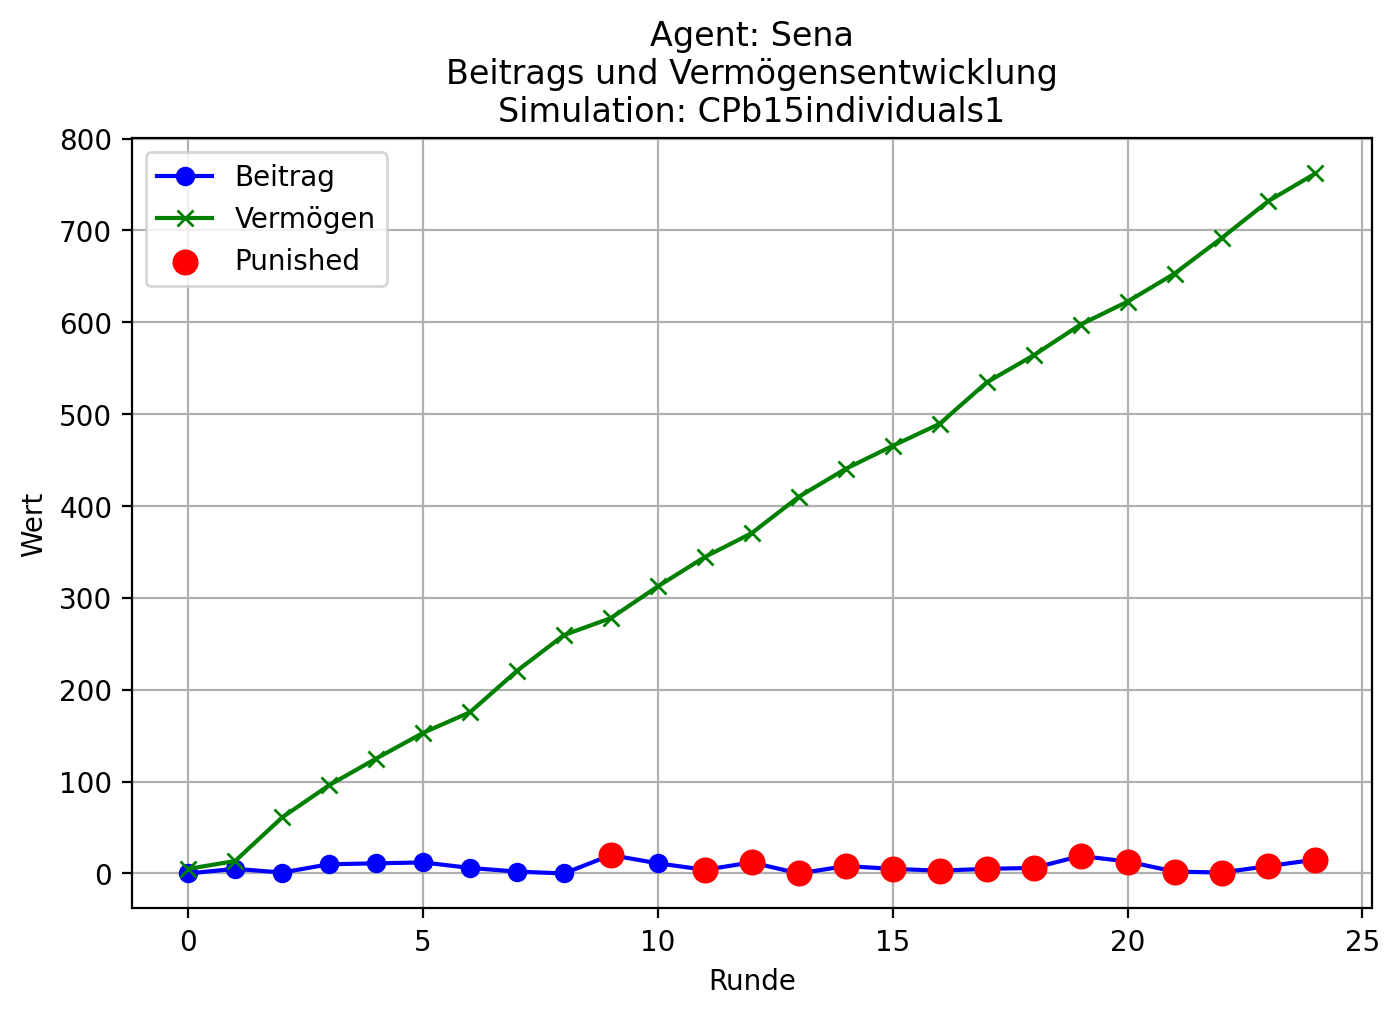 Agent: Sena
Beitrags und Vermögensentwicklung
Simulation: CPb15individuals1
800
700
600
500
400
300
200
100
0
Wert
Beitrag
Vermögen
Punished
0 5 10 15 20 25
Runde